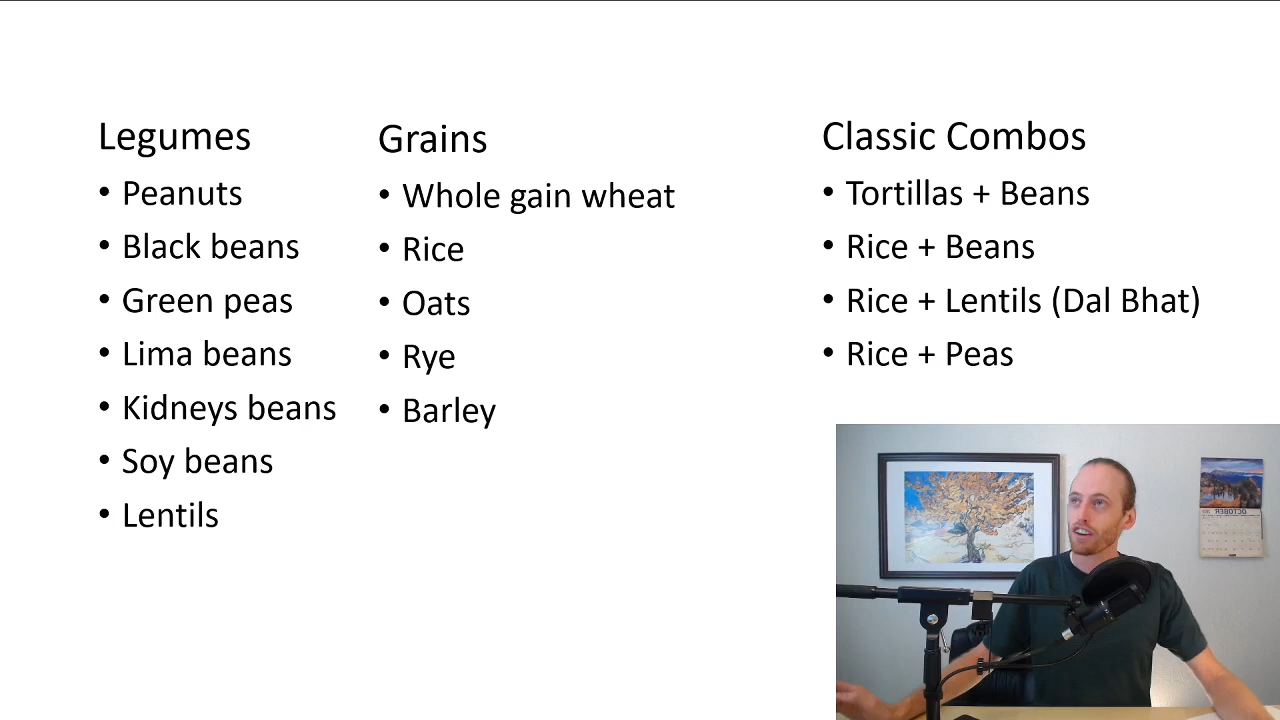 Legumes
• Peanuts
• Black beans
• Green peas
• Lima beans
• Kidneys beans
• Soy beans
• Lentils
Grains
• Whole gain wheat
• Rice
• Oats
• Rye
• Barley
Classic Combos
• Tortillas + Beans
• Rice + Beans
• Rice + Lentils (Dal Bhat)
• Rice + Peas
OCTOBER